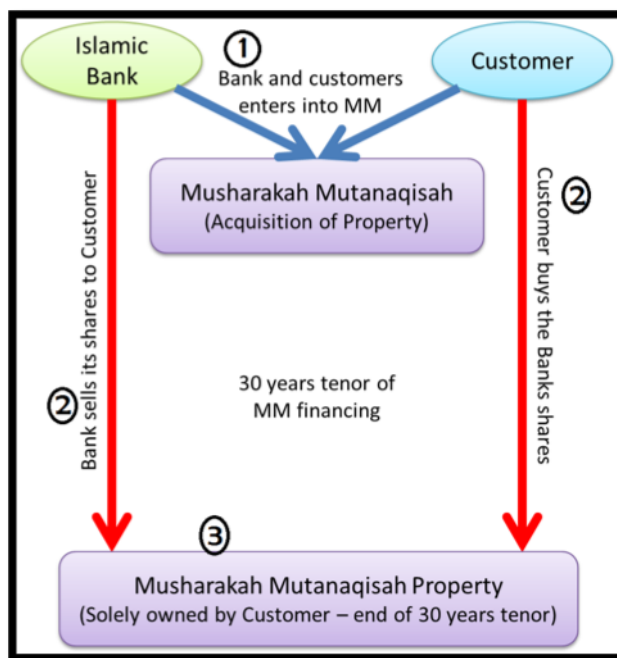 Islamic
Bank
①
Bank and customers
enters into MM
Customer
Musharakah Mutanaqisah
(Acquisition of Property)
② Bank sells its shares to Customer
② Customer buys the Banks shares
30 years tenor of
MM financing
③
Musharakah Mutanaqisah Property
(Solely owned by Customer – end of 30 years tenor)